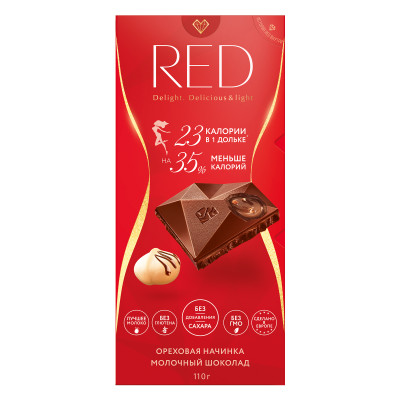 RED
Delight. Delicious & light
23 КАЛОРИИ
В 1 ДОЛЬКЕ
НА 35% МЕНЬШЕ
КАЛОРИЙ
ЛУЧШЕЕ
МОЛОКО
БЕЗ
ГЛЮТЕНА
БЕЗ
ДОБАВЛЕНИЯ
САХАРА
БЕЗ
ГМО
СДЕЛАНО
В ЕВРОПЕ
ОРЕХОВАЯ НАЧИНКА
МОЛОЧНЫЙ ШОКОЛАД
110г